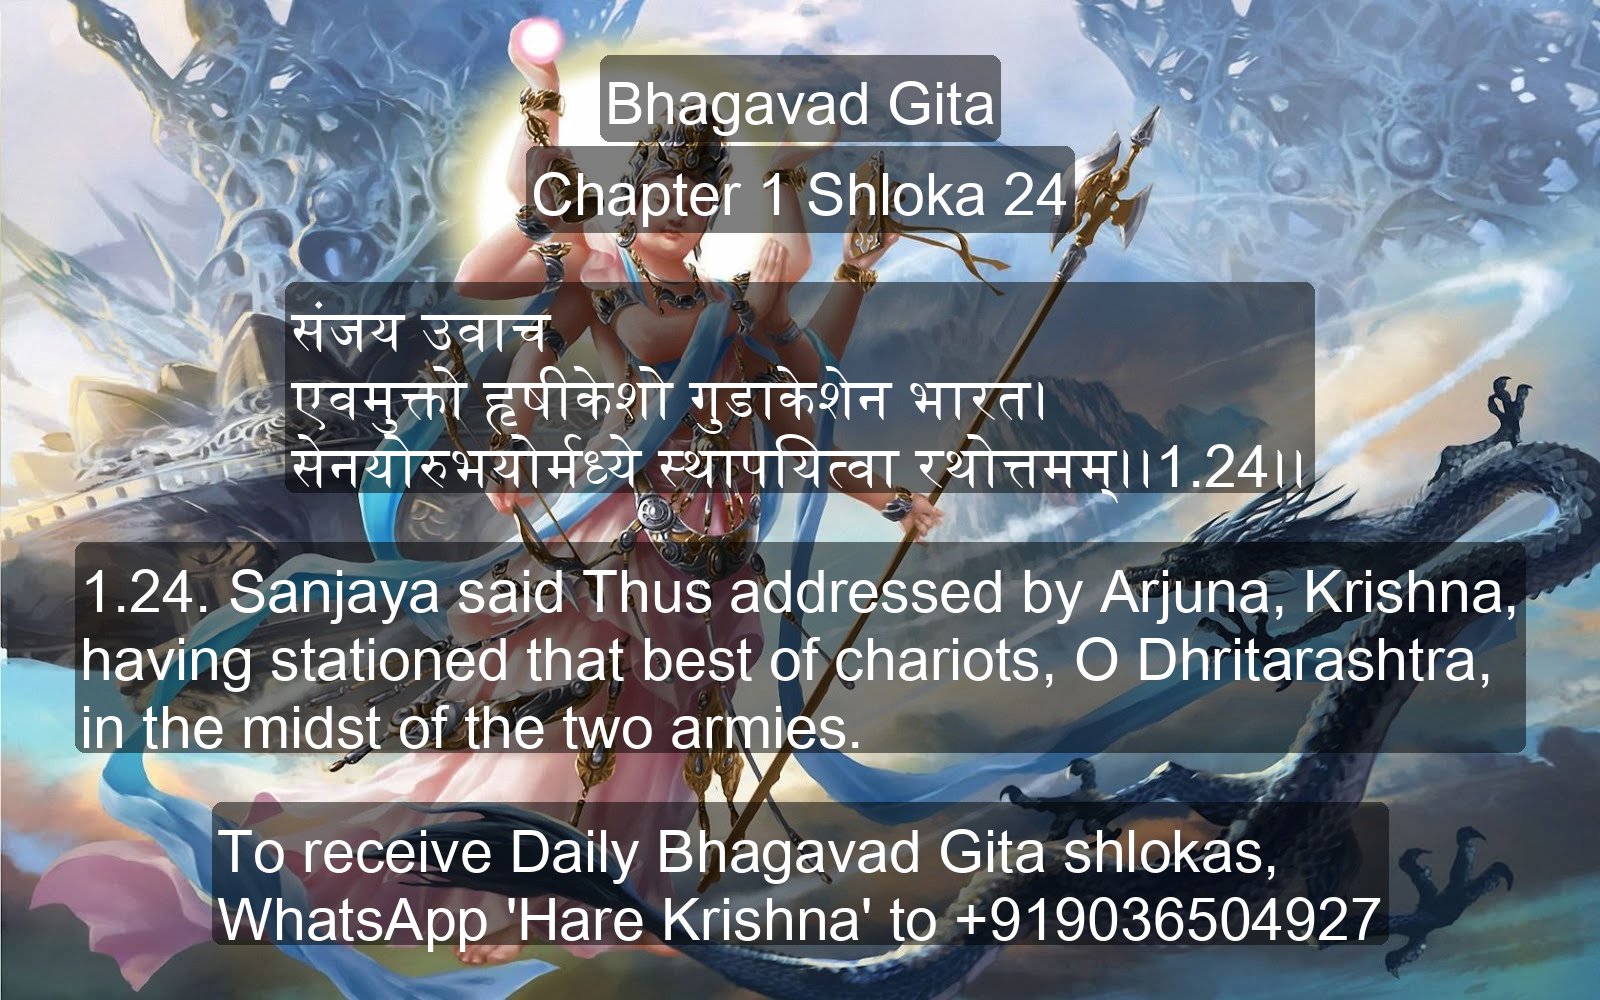 Bhagavad Gita
Chapter 1 Shloka 24
संजय उवाच
एवमुक्तो हृषीकेशो गुडाकेशेन भारत।
सेनयोरुभयोर्मध्ये स्थापयित्वा रथोत्तमम्।।1.24।।
1.24. Sanjaya said Thus addressed by Arjuna, Krishna,
having stationed that best of chariots, O Dhritarashtra,
in the midst of the two armies.
To receive Daily Bhagavad Gita shlokas,
WhatsApp 'Hare Krishna' to +919036504927